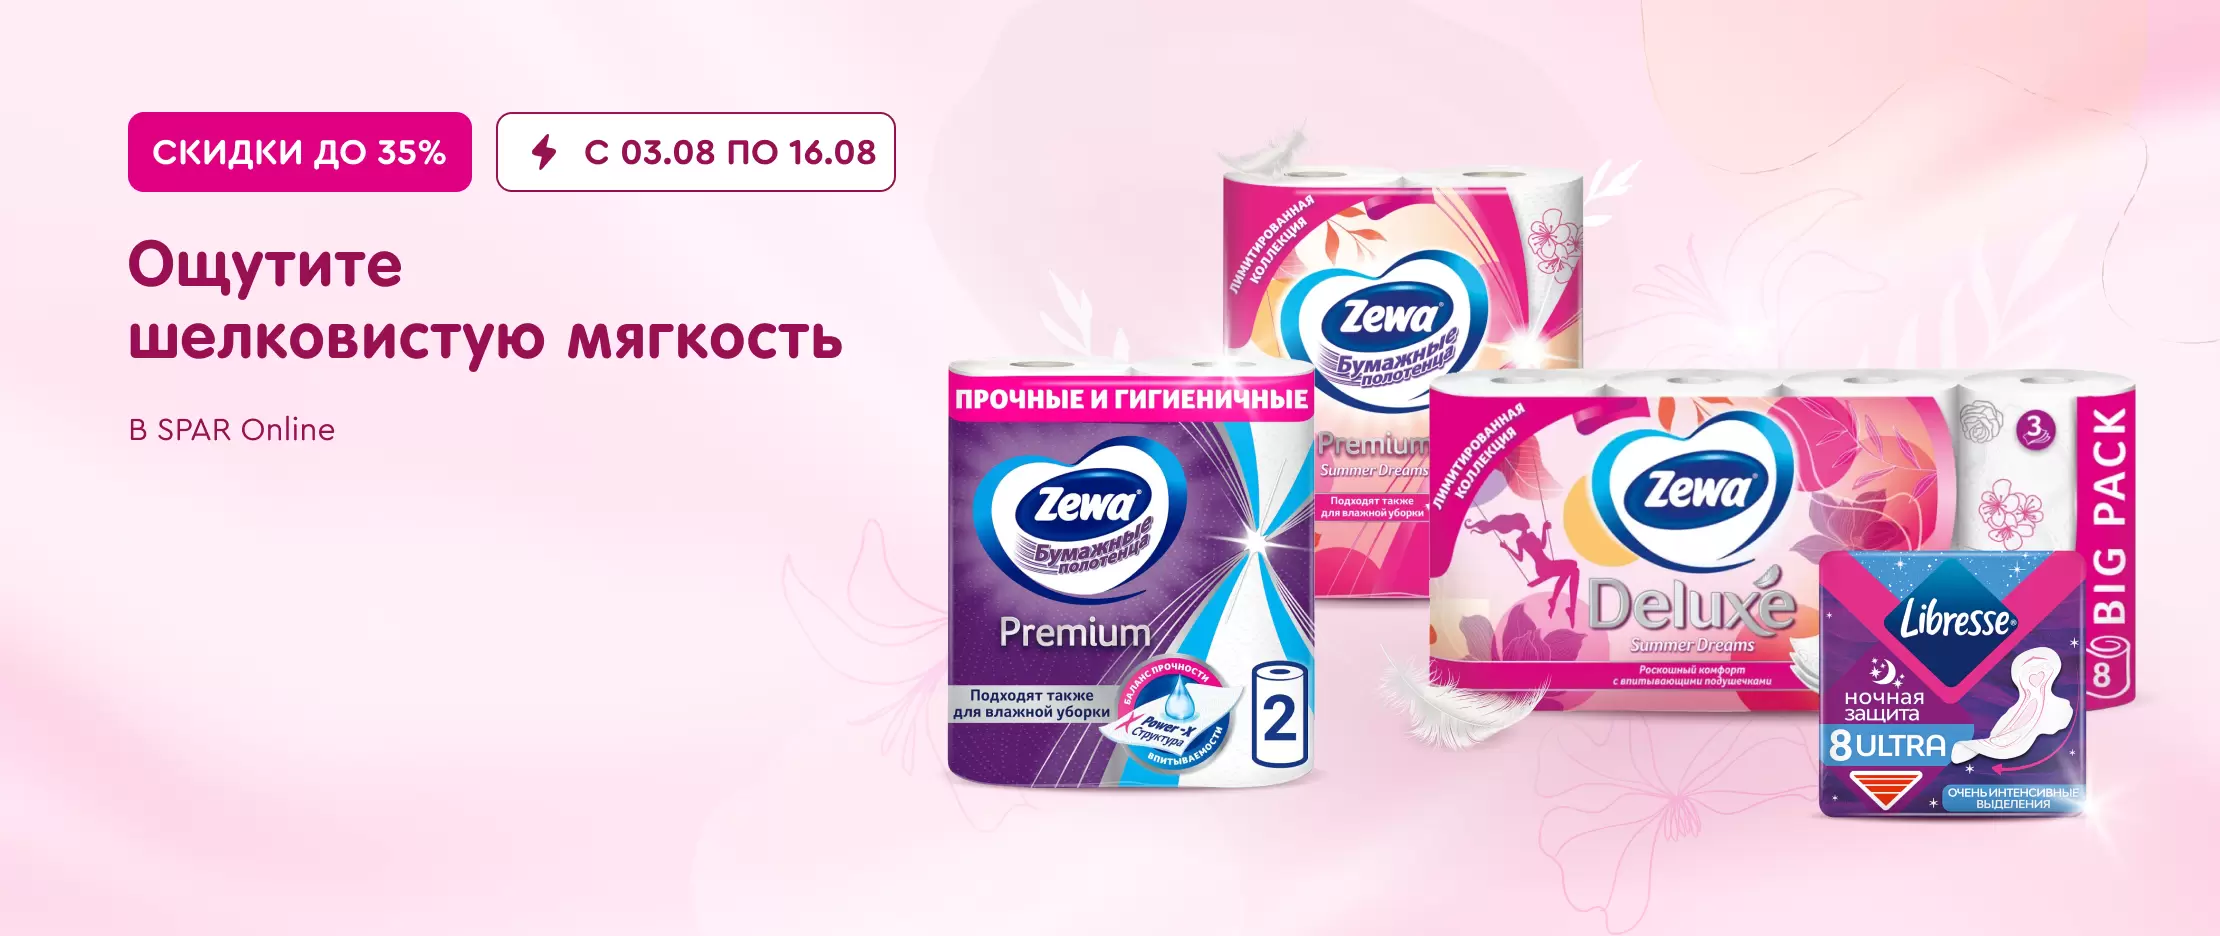 СКИДКИ ДО 35%
С 03.08 ПО 16.08
Ощутите
шелковистую мягкость
В SPAR Online
ЛИМИТИРОВАННАЯ
КОЛЛЕКЦИЯ
Zewa
Бумажные
полотенца
Premium
Summer Dreams
Подходят также
для влажной уборки
ПРОЧНЫЕ И ГИГИЕНИЧНЫЕ
Zewa
Бумажные
полотенца
Premium
Подходят также
для влажной уборки
БАЛАНС ПРОЧНОСТИ
Power-X
Структура
ВПИТЫВАЕМОСТИ
2
ЛИМИТИРОВАННАЯ
КОЛЛЕКЦИЯ
Zewa
Deluxe
Summer Dreams
Роскошный комфорт
с впитывающими подушечками
3
BIG PACK
8
Libresse
ночная
защита
8 ULTRA
ОЧЕНЬ ИНТЕНСИВНЫЕ
ВЫДЕЛЕНИЯ